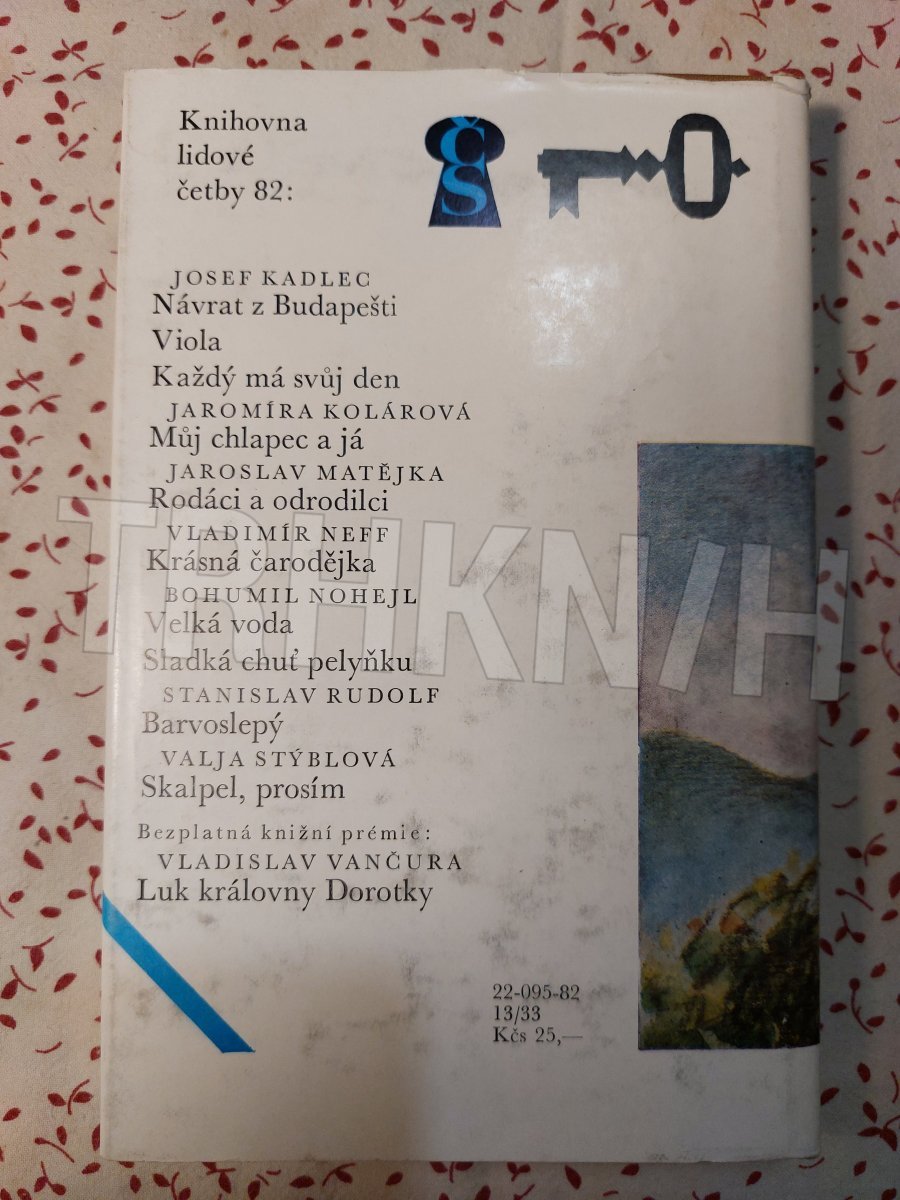 Knihovna
lidové
četby 82:
ČS
JOSEF KADLEC
Návrat z Budapešti
Viola
Každý má svůj den
JAROMÍRA KOLÁROVÁ
Můj chlapec a já
JAROSLAV MATĚJKA
Rodáci a odrodilci
VLADIMÍR NEFF
Krásná čarodějka
BOHUMIL NOHEJL
Velká voda
Sladká chuť pelyňku
STANISLAV RUDOLF
Barvoslepý
VALJA STÝBLOVÁ
Skalpel, prosím
Bezplatná knižní prémie:
VLADISLAV VANČURA
Luk královny Dorotky
22-095-82
13/33
Kčs 25,—
TRHKN/H